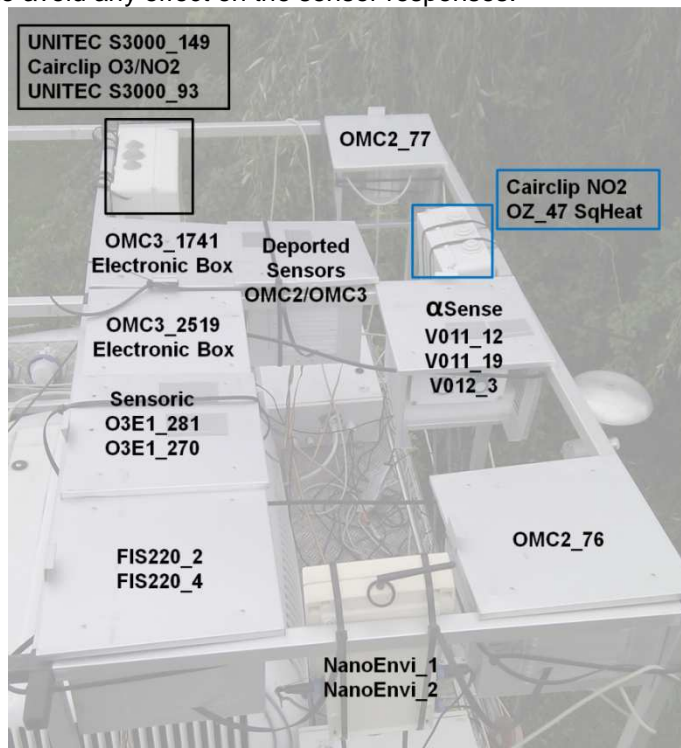 avoid any effect on the sensor responses.
UNITEC S3000_149
Cairclip O3/NO2
UNITEC S3000_93
OMC2_77
Cairclip NO2
OZ_47 SqHeat
OMC3_1741
Electronic Box
Deported
Sensors
OMC2/OMC3
αSense
V011_12
V011_19
V012_3
OMC3_2519
Electronic Box
Sensoric
O3E1_281
O3E1_270
FIS220_2
FIS220_4
OMC2_76
NanoEnvi_1
NanoEnvi_2